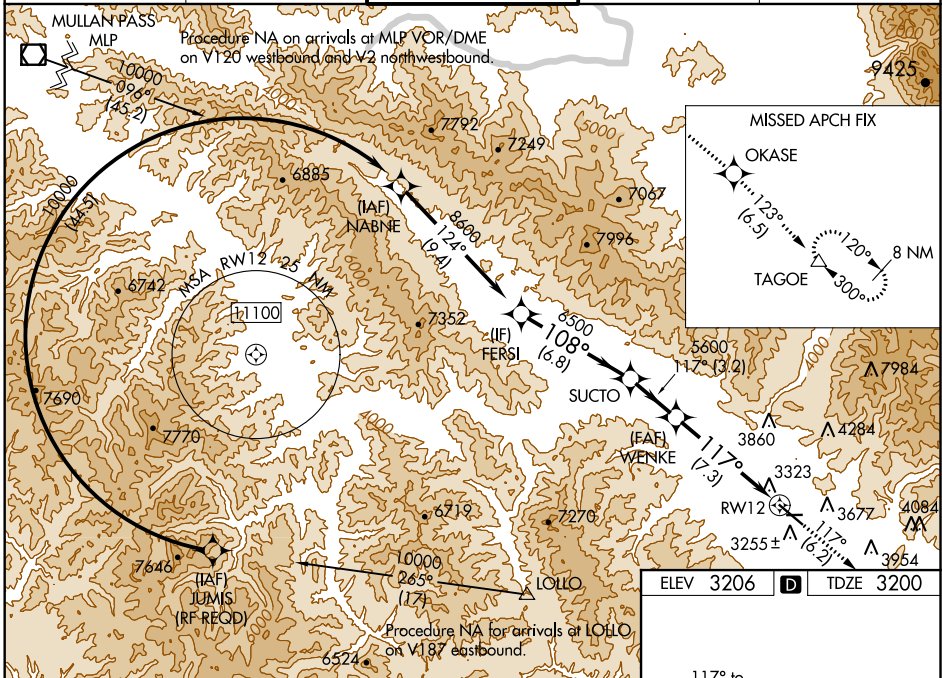 MULLAN PASS
MLP
Procedure NA on arrivals at MLP VOR/DME
on V120 westbound and V2 northwestbound.
10000
096°
(45.2)
9425
7792
7249
MISSED APCH FIX
OKASE
123°
(6.5)
120°
8 NM
TAGOE
300°
5000
6885
(IAF)
NABNE
10000
(44.5)
8600
124°
(9.4)
7067
7996
6742
MSA RW12 25 NM
11100
7352
(IF)
FERSI
6500
108°
(6.8)
5600
117° (3.2)
SUCTO
7984
7690
7770
4000
(FAF)
WENKE
3860
4284
117°
(7.3)
3323
RW12
3677
4084
3255±
117°
(6.2)
3954
6719
7270
7646
(IAF)
JUMIS
(RF REQD)
10000
265°
(17)
LOLLO
Procedure NA for arrivals at LOLLO
on V187 eastbound.
6524
ELEV 3206 D TDZE 3200
117° to